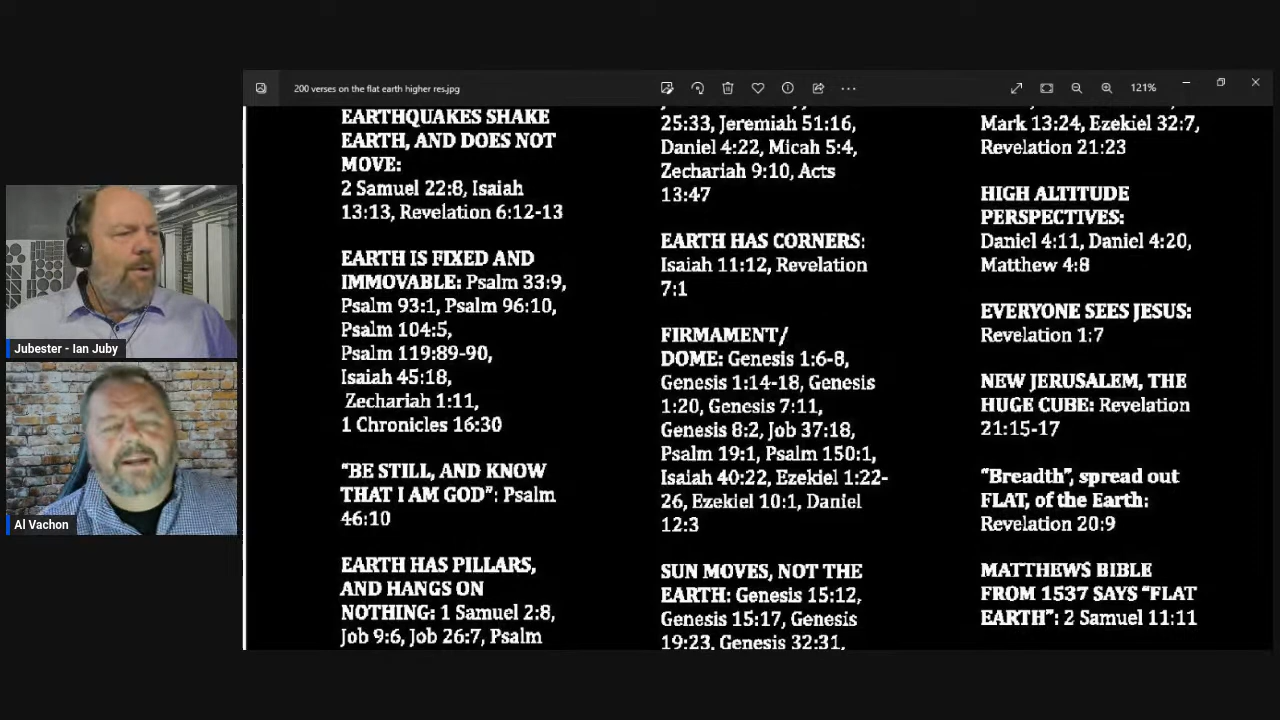 200 verses on the flat earth higher res.jpg
121%
EARTHQUAKES SHAKE
EARTH, AND DOES NOT
MOVE:
2 Samuel 22:8, Isaiah
13:13, Revelation 6:12-13
EARTH IS FIXED AND
IMMOVABLE: Psalm 33:9,
Psalm 93:1, Psalm 96:10,
Psalm 104:5,
Psalm 119:89-90,
Isaiah 45:18,
Zechariah 1:11,
1 Chronicles 16:30
“BE STILL, AND KNOW
THAT I AM GOD”: Psalm
46:10
EARTH HAS PILLARS,
AND HANGS ON
NOTHING: 1 Samuel 2:8,
Job 9:6, Job 26:7, Psalm
25:33, Jeremiah 51:16,
Daniel 4:22, Micah 5:4,
Zechariah 9:10, Acts
13:47
EARTH HAS CORNERS:
Isaiah 11:12, Revelation
7:1
FIRMAMENT/
DOME: Genesis 1:6-8,
Genesis 1:14-18, Genesis
1:20, Genesis 7:11,
Genesis 8:2, Job 37:18,
Psalm 19:1, Psalm 150:1,
Isaiah 40:22, Ezekiel 1:22-
26, Ezekiel 10:1, Daniel
12:3
SUN MOVES, NOT THE
EARTH: Genesis 15:12,
Genesis 15:17, Genesis
19:23, Genesis 32:31,
Mark 13:24, Ezekiel 32:7,
Revelation 21:23
HIGH ALTITUDE
PERSPECTIVES:
Daniel 4:11, Daniel 4:20,
Matthew 4:8
EVERYONE SEES JESUS:
Revelation 1:7
NEW JERUSALEM, THE
HUGE CUBE: Revelation
21:15-17
“Breadth”, spread out
FLAT, of the Earth:
Revelation 20:9
MATTHEWS BIBLE
FROM 1537 SAYS “FLAT
EARTH”: 2 Samuel 11:11
Jubester - Ian Juby
Al Vachon